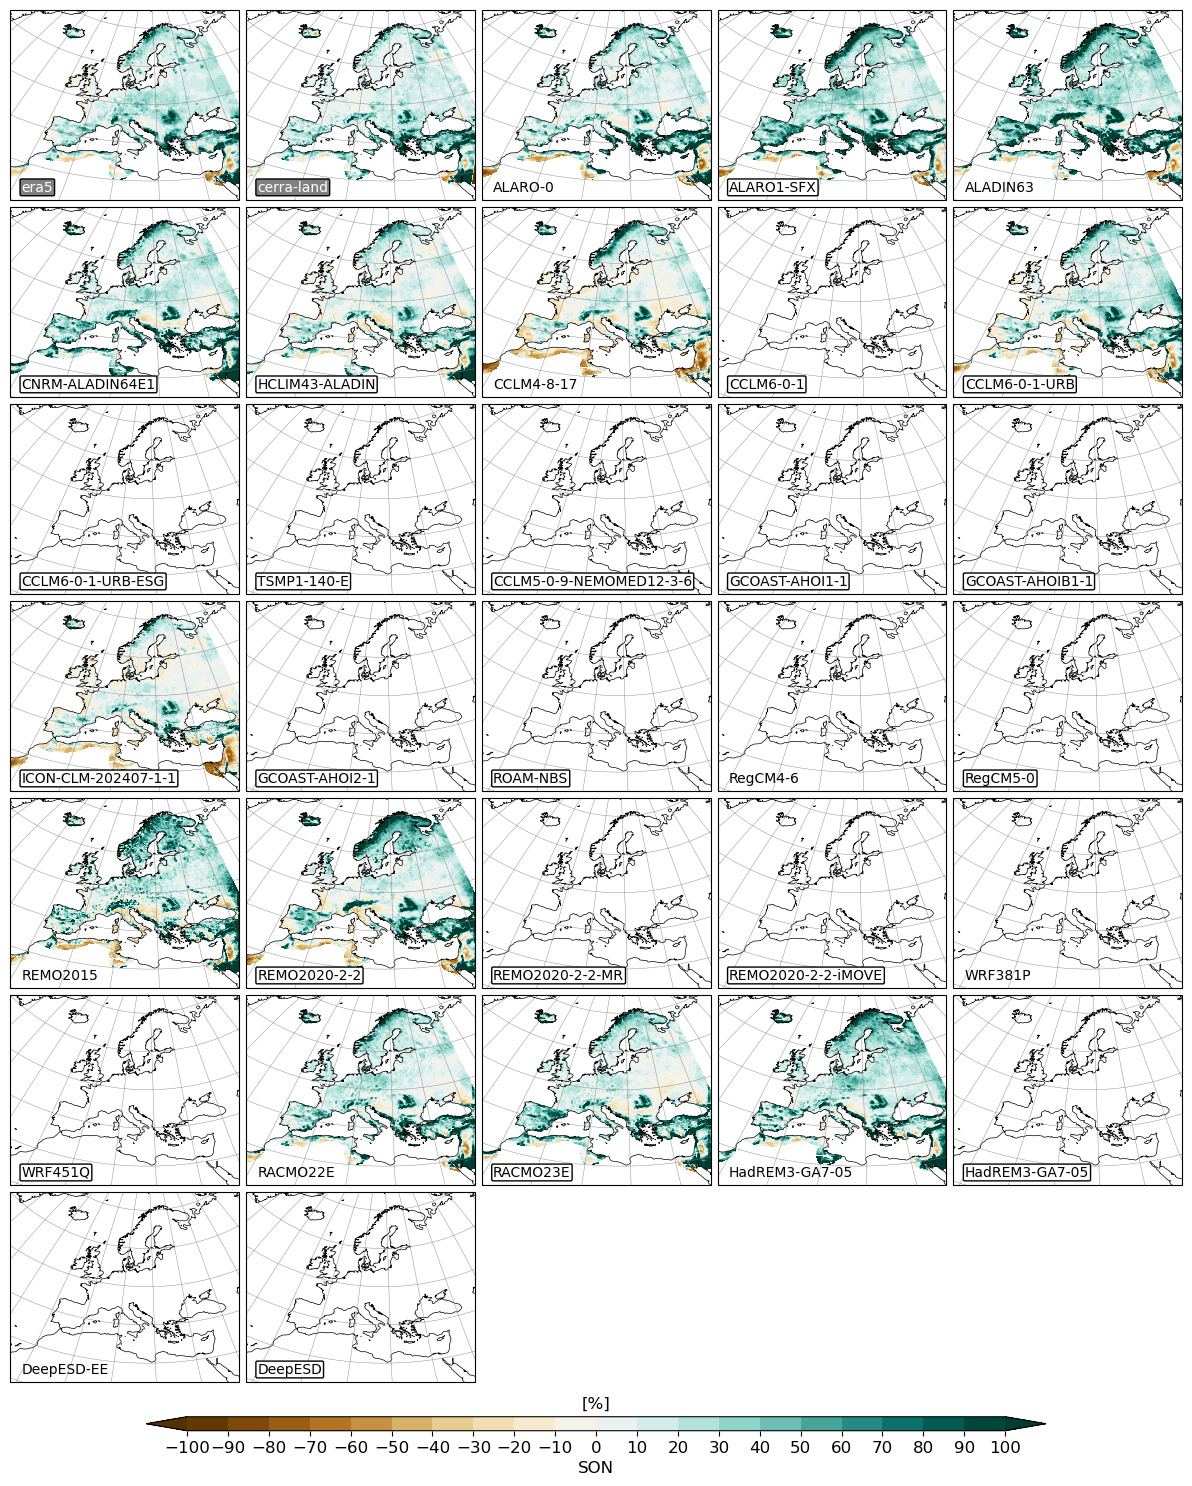 era5
cerra-land
ALARO-0
ALARO1-SFX
ALADIN63
CNRM-ALADIN64E1
HCLIM43-ALADIN
CCLM4-8-17
CCLM6-0-1
CCLM6-0-1-URB
CCLM6-0-1-URB-ESG
TSMP1-140-E
CCLM5-0-9-NEMOMED12-3-6
GCOAST-AHOI1-1
GCOAST-AHOIB1-1
ICON-CLM-202407-1-1
GCOAST-AHOI2-1
ROAM-NBS
RegCM4-6
RegCM5-0
REMO2015
REMO2020-2-2
REMO2020-2-2-MR
REMO2020-2-2-iMOVE
WRF381P
WRF451Q
RACMO22E
RACMO23E
HadREM3-GA7-05
HadREM3-GA7-05
DeepESD-EE
DeepESD
[%]
−100 −90 −80 −70 −60 −50 −40 −30 −20 −10 0 10 20 30 40 50 60 70 80 90 100
SON